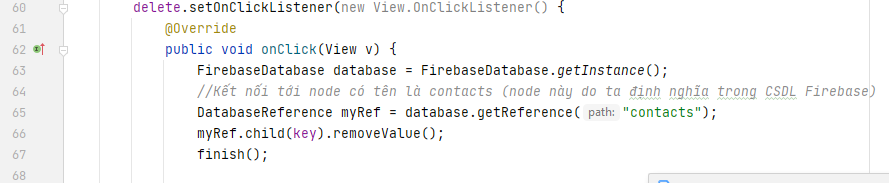 60 delete.setOnClickListener(new View.OnClickListener() {
61 @Override
62 public void onClick(View v) {
63 FirebaseDatabase database = FirebaseDatabase.getInstance();
64 //Kết nối tới node có tên là contacts (node này do ta định nghĩa trong CSDL Firebase)
65 DatabaseReference myRef = database.getReference( path: "contacts");
66 myRef.child(key).removeValue();
67 finish();
68